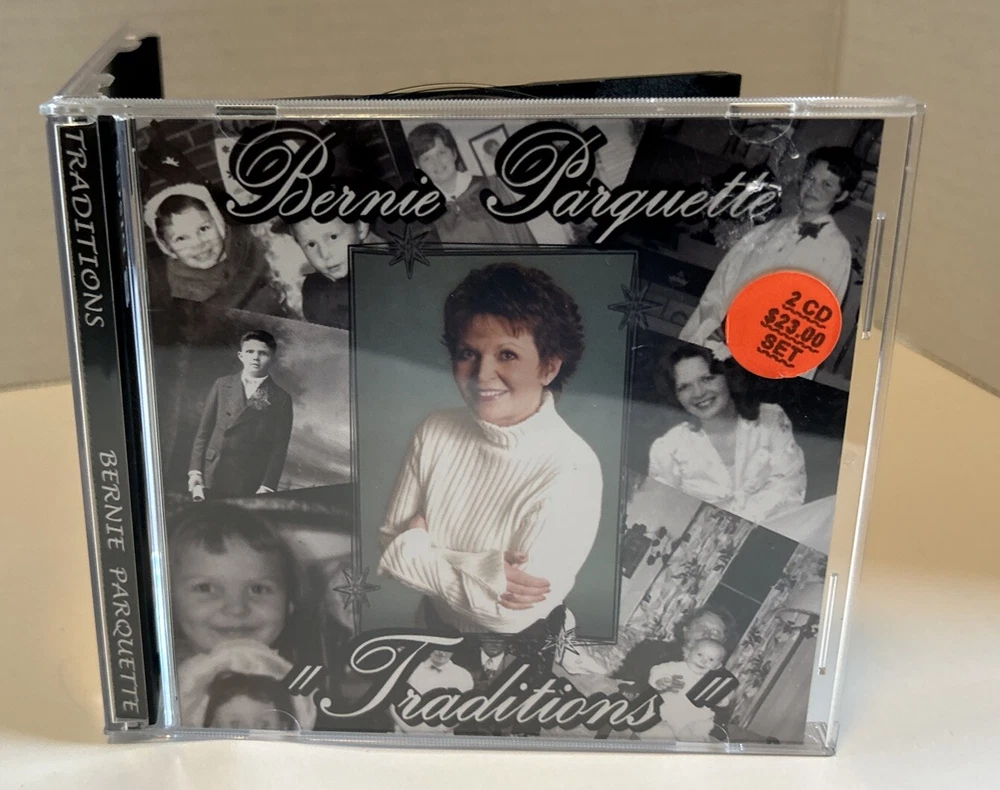 TRADITIONS
BERNIE PARQUETTE
Bernie Parquette
2 CD
$23.00
SET
"Traditions"